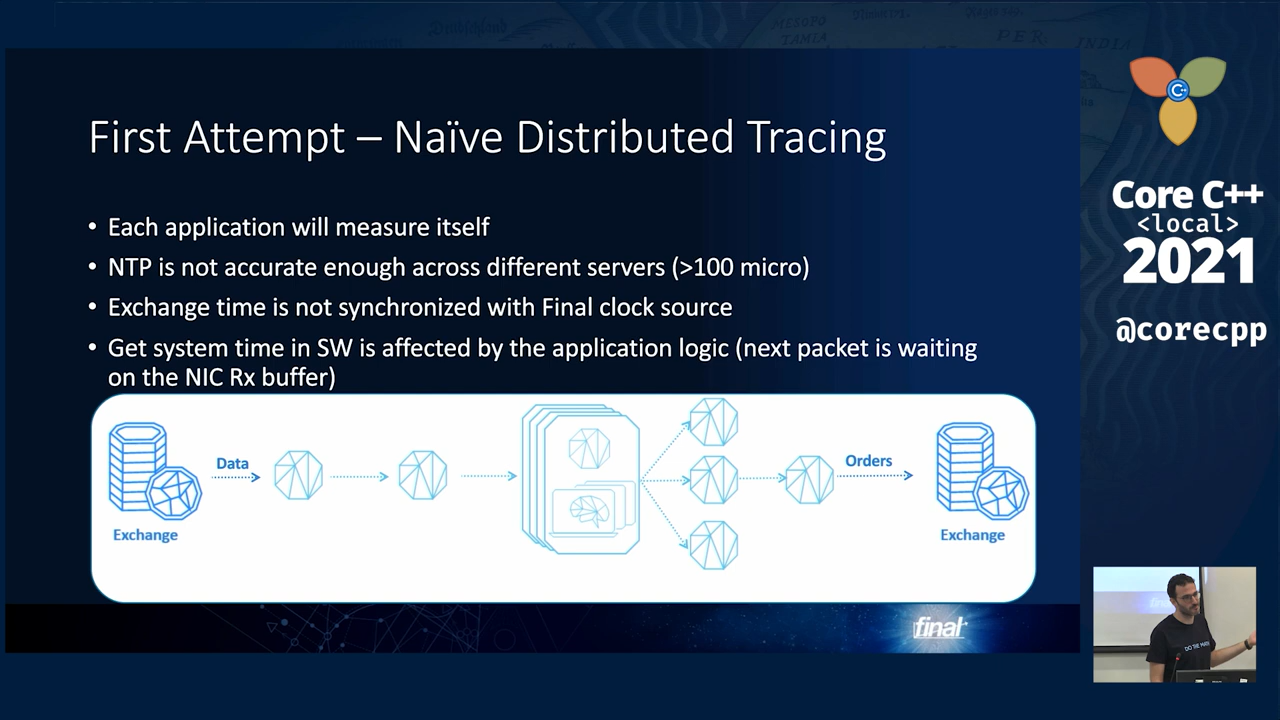 First Attempt – Naïve Distributed Tracing
• Each application will measure itself
• NTP is not accurate enough across different servers (>100 micro)
• Exchange time is not synchronized with Final clock source
• Get system time in SW is affected by the application logic (next packet is waiting
on the NIC Rx buffer)
Data
Exchange
Orders
Exchange
final
C++
Core C++
<local>
2021
@corecpp
DO THE MATH